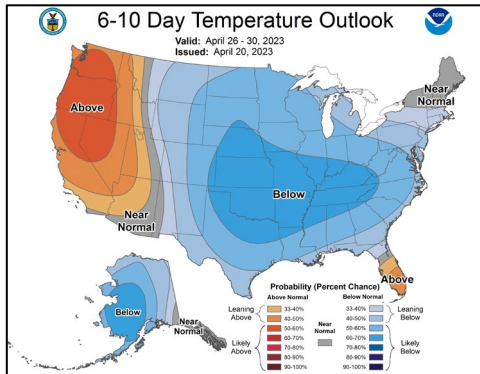 6-10 Day Temperature Outlook
Valid: April 26 - 30, 2023
Issued: April 20, 2023
NOAA
Near
Normal
Above
Below
Near
Normal
Above
Below
Near
Normal
Probability (Percent Chance)
Above Normal
Below Normal
Leaning
Above
33-40%
40-50%
Likely
Above
50-60%
60-70%
70-80%
80-90%
90-100%
Near
Normal
33-40%
40-50%
Leaning
Below
50-60%
60-70%
70-80%
80-90%
90-100%
Likely
Below